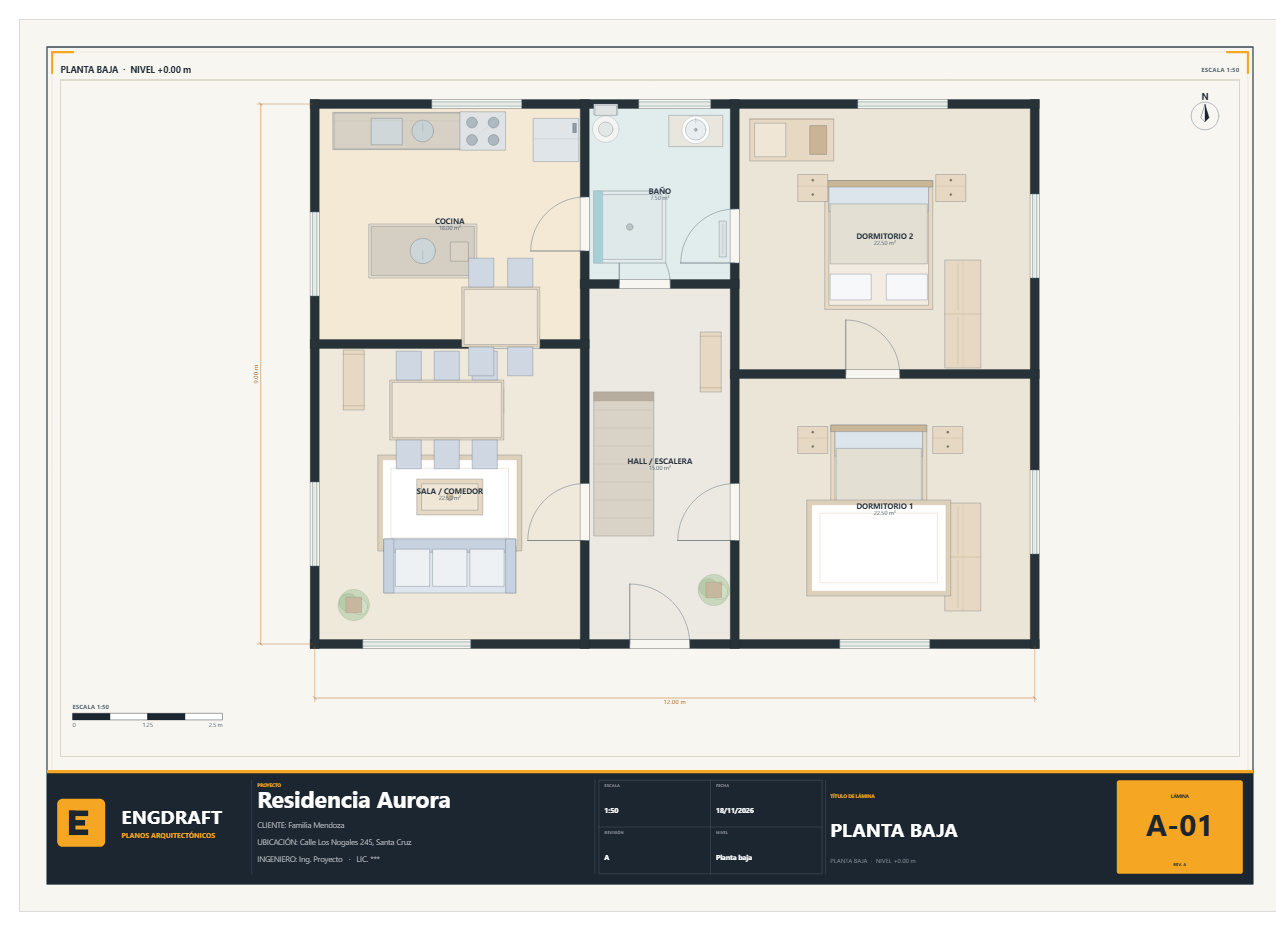 PLANTA BAJA · NIVEL +0.00 m
ESCALA 1:50
N
BAÑO
7.50 m²
COCINA
18.00 m²
DORMITORIO 2
22.50 m²
9.00 m
HALL / ESCALERA
15.00 m²
SALA / COMEDOR
DORMITORIO 1
22.50 m²
12.00 m
ESCALA 1:50
0 1.25 2.5 m
E
ENGDRAFT
PLANOS ARQUITECTÓNICOS
PROYECTO
Residencia Aurora
CLIENTE: Familia Mendoza
UBICACIÓN: Calle Los Nogales 245, Santa Cruz
INGENIERO: Ing. Proyecto · LIC. ***
ESCALA
1:50
FECHA
18/11/2026
REVISIÓN
A
NIVEL
Planta baja
TÍTULO DE LÁMINA
PLANTA BAJA
PLANTA BAJA · NIVEL +0.00 m
LÁMINA
A-01
REV. A